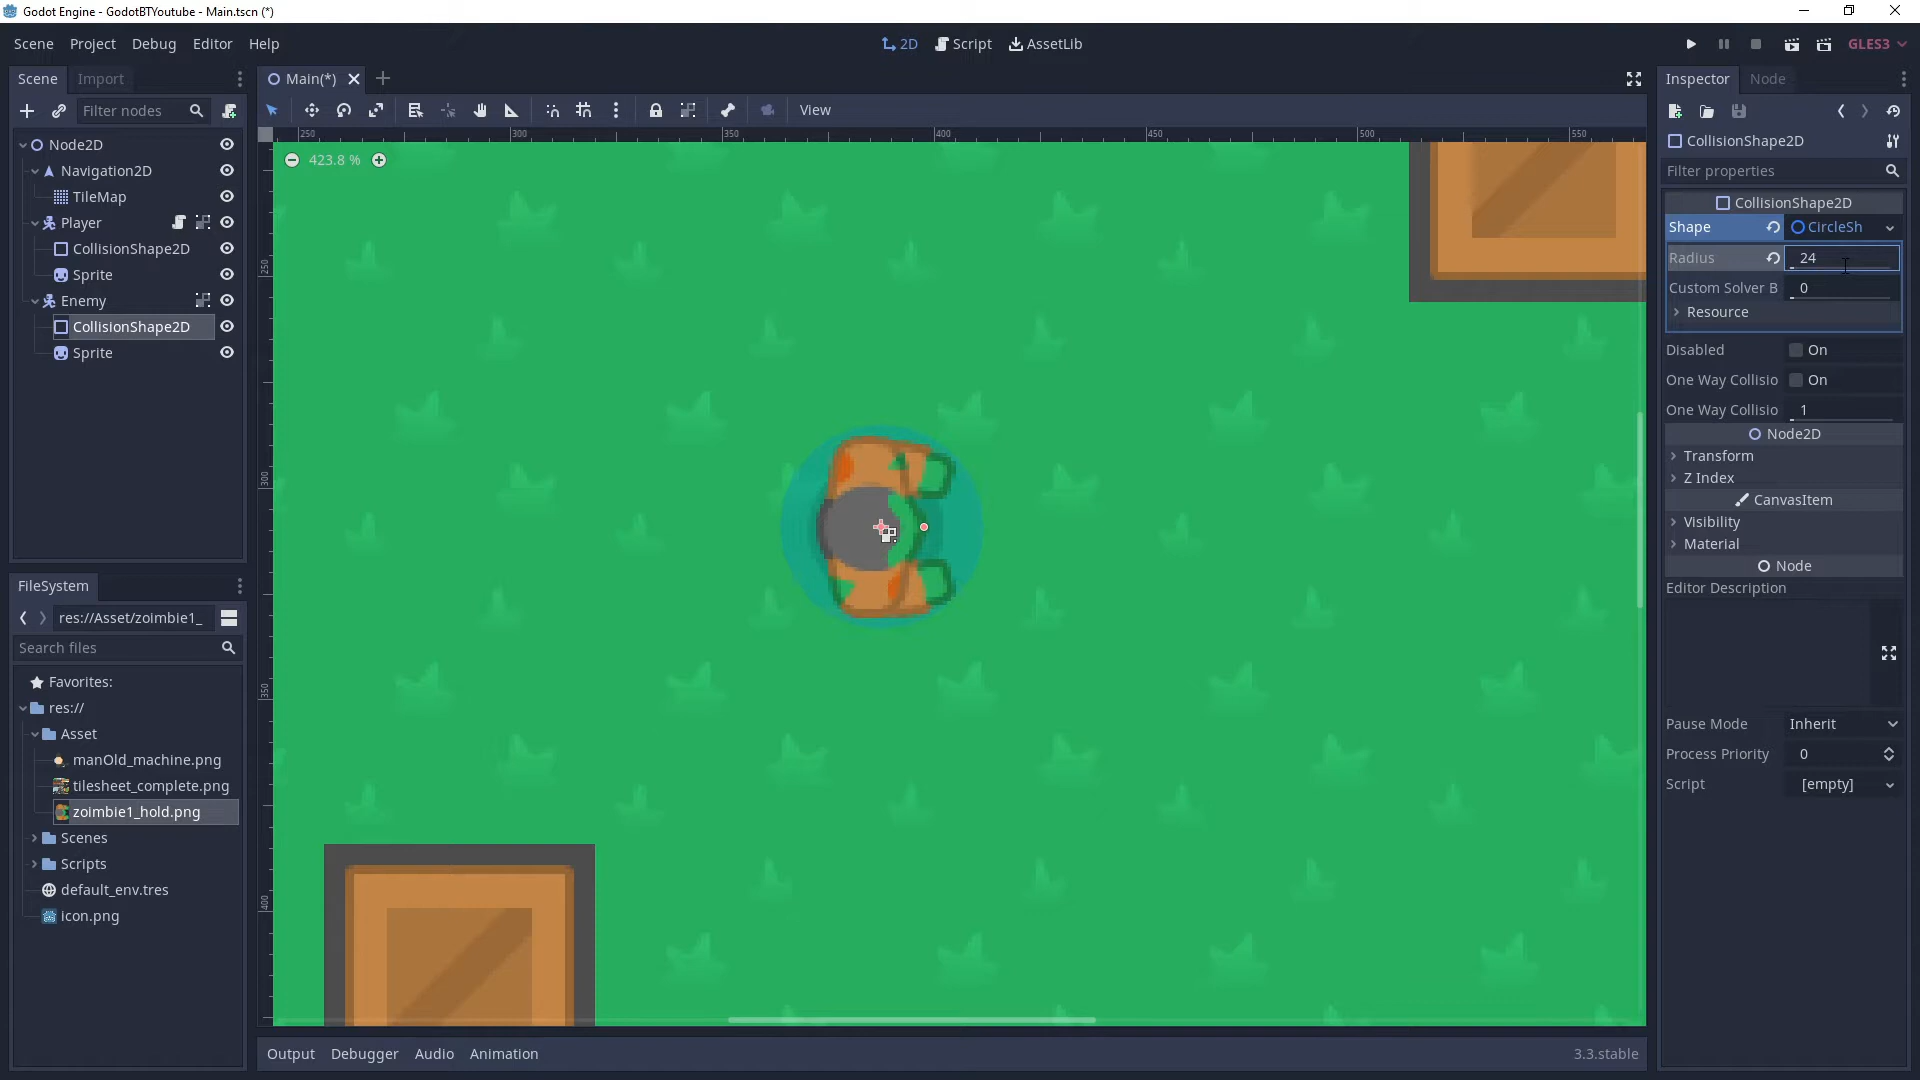 Godot Engine - GodotBTYoutube - Main.tscn (*)
Scene Project Debug Editor Help
2D Script AssetLib
GLES3
Scene Import
Main(*)
Inspector Node
Filter nodes
View
Node2D
Navigation2D
TileMap
Player
CollisionShape2D
Sprite
Enemy
CollisionShape2D
Sprite
250 300 350 400 450 500 550
423.8 %
250
300
350
400
CollisionShape2D
Filter properties
CollisionShape2D
Shape CircleSh
Radius 24
Custom Solver B 0
Resource
Disabled On
One Way Collisio On
One Way Collisio 1
Node2D
Transform
Z Index
CanvasItem
Visibility
Material
Node
Editor Description
Pause Mode Inherit
Process Priority 0
Script [empty]
FileSystem
res://Asset/zoimbie1_
Search files
Favorites:
res://
Asset
manOld_machine.png
tilesheet_complete.png
zoimbie1_hold.png
Scenes
Scripts
default_env.tres
icon.png
Output Debugger Audio Animation
3.3.stable